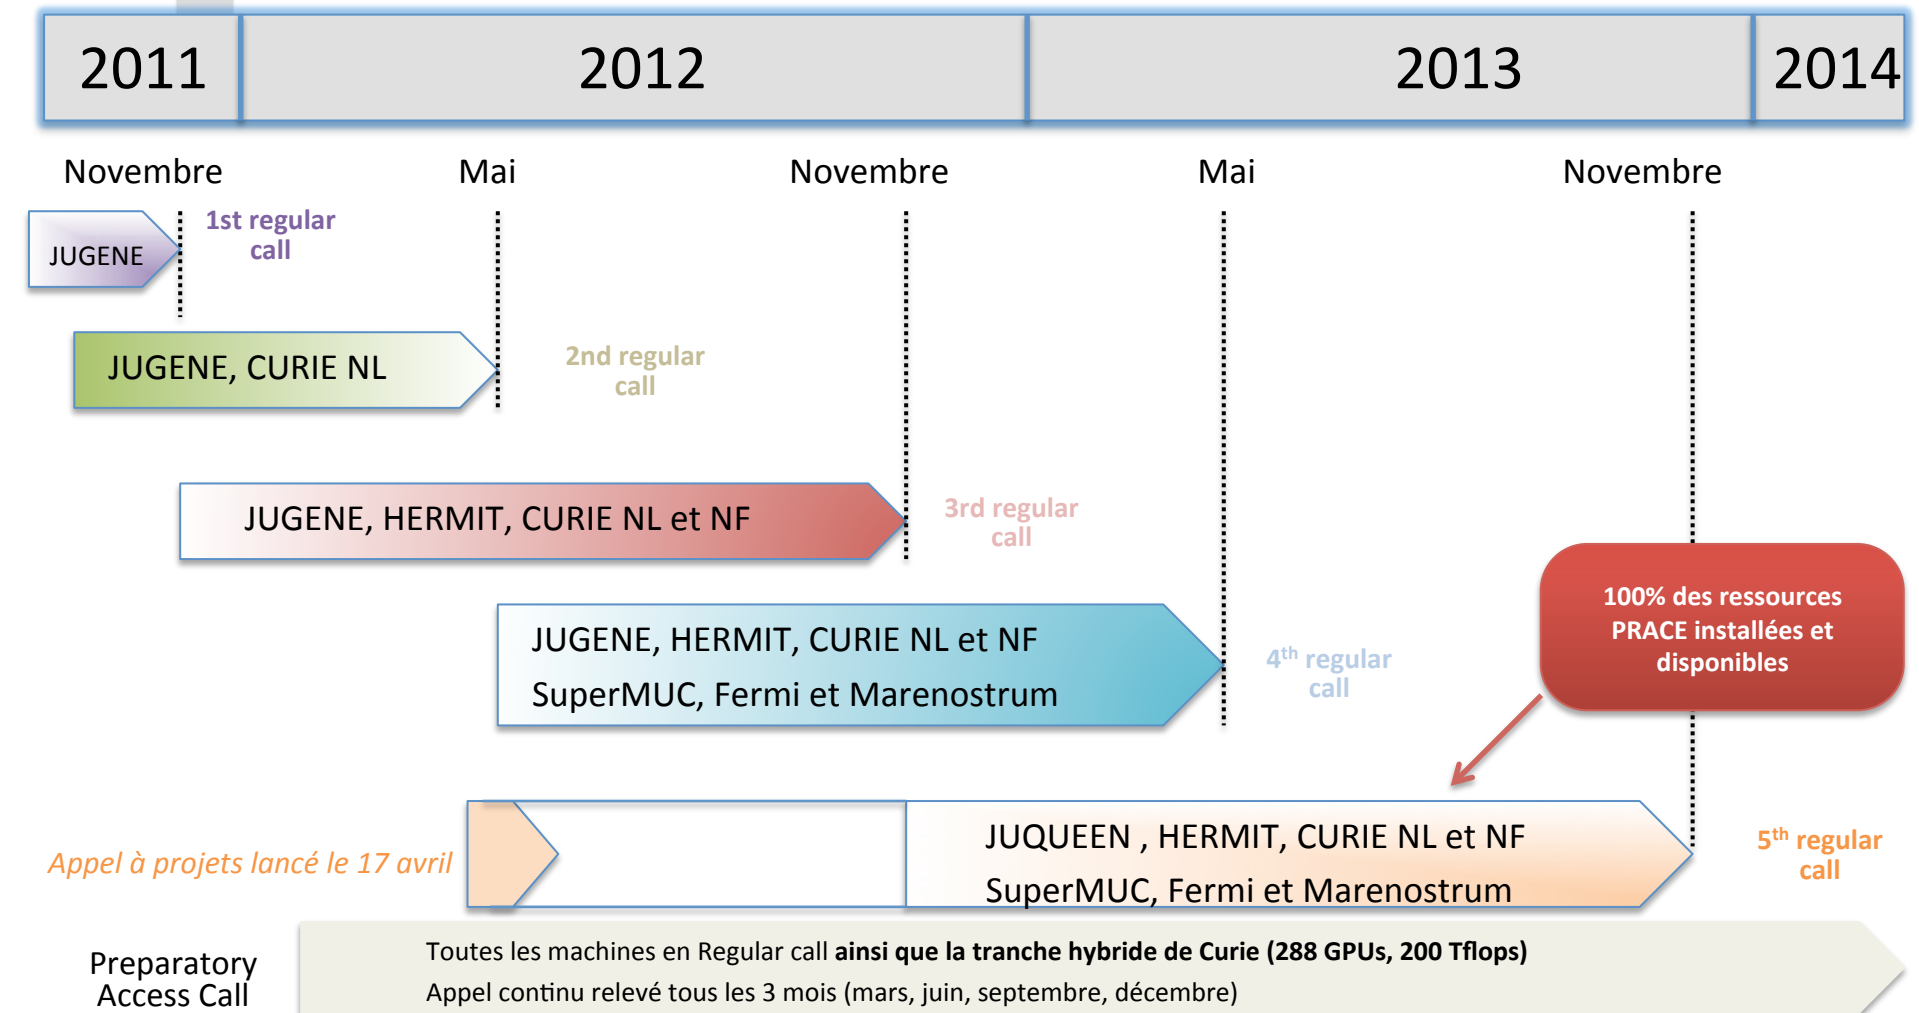 2011 2012 2013 2014
Novembre Mai Novembre Mai Novembre
JUGENE
1st regular
call
JUGENE, CURIE NL
2nd regular
call
JUGENE, HERMIT, CURIE NL et NF
3rd regular
call
JUGENE, HERMIT, CURIE NL et NF
SuperMUC, Fermi et Marenostrum
4th regular
call
100% des ressources
PRACE installées et
disponibles
Appel à projets lancé le 17 avril
JUQUEEN , HERMIT, CURIE NL et NF
SuperMUC, Fermi et Marenostrum
5th regular
call
Preparatory
Access Call
Toutes les machines en Regular call ainsi que la tranche hybride de Curie (288 GPUs, 200 Tflops)
Appel continu relevé tous les 3 mois (mars, juin, septembre, décembre)